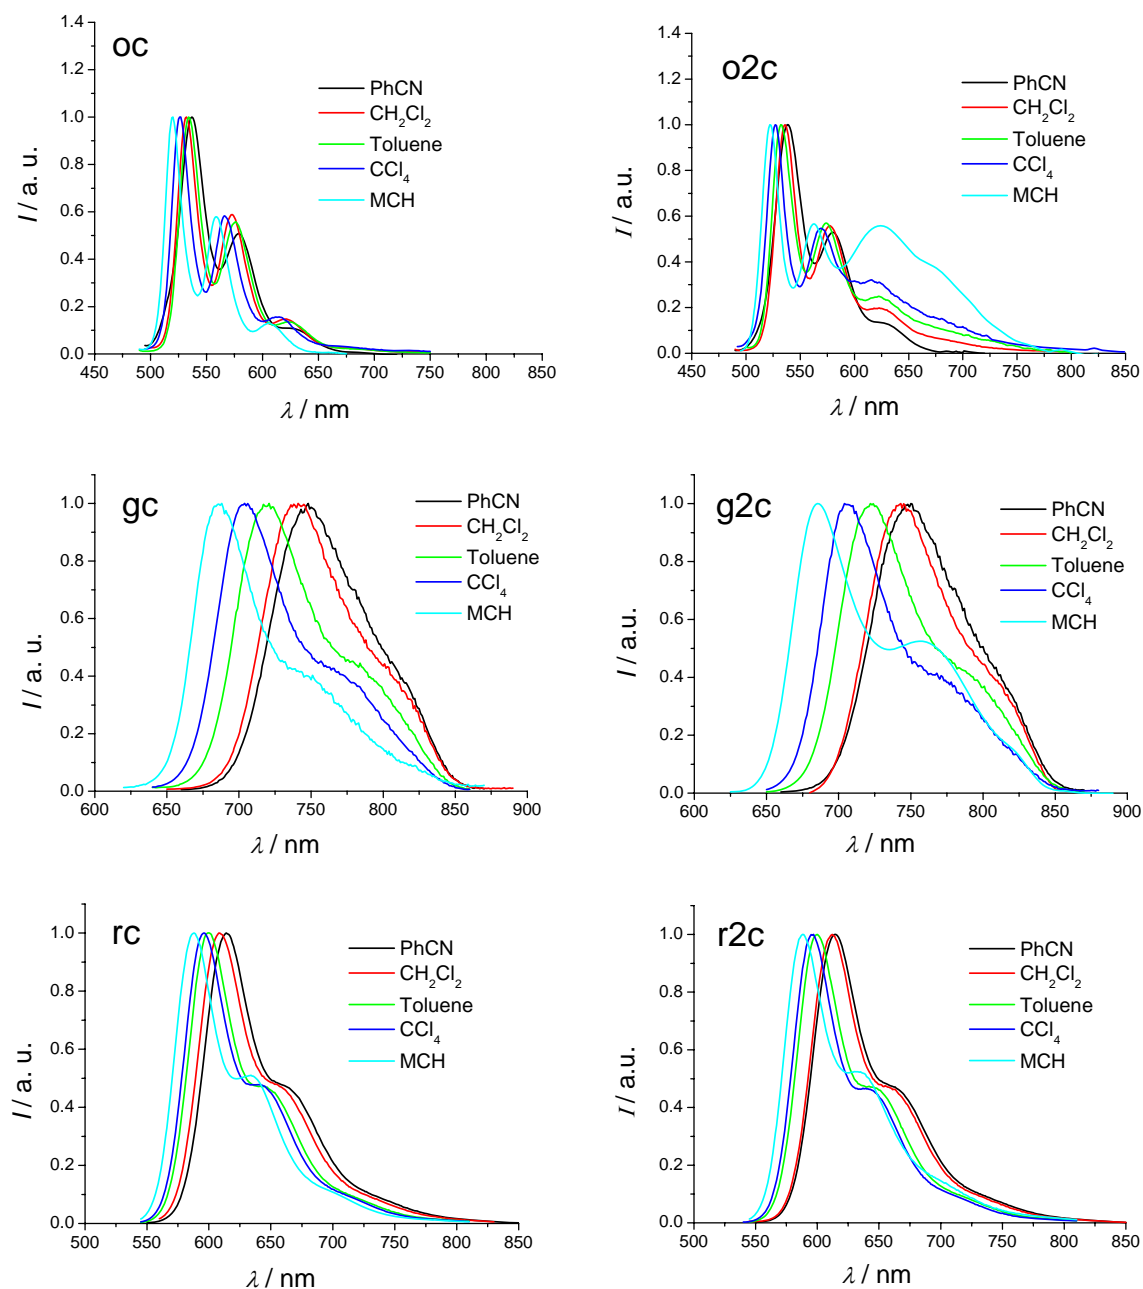 oc
I / a. u.
1.4
1.2
1.0
0.8
0.6
0.4
0.2
0.0
450 500 550 600 650 700 750 800 850
λ / nm
PhCN
CH₂Cl₂
Toluene
CCl₄
MCH
o2c
I / a.u.
1.4
1.2
1.0
0.8
0.6
0.4
0.2
0.0
450 500 550 600 650 700 750 800 850
λ / nm
PhCN
CH₂Cl₂
Toluene
CCl₄
MCH
gc
I / a. u.
1.0
0.8
0.6
0.4
0.2
0.0
600 650 700 750 800 850 900
λ / nm
PhCN
CH₂Cl₂
Toluene
CCl₄
MCH
g2c
I / a.u.
1.0
0.8
0.6
0.4
0.2
0.0
600 650 700 750 800 850 900
λ / nm
PhCN
CH₂Cl₂
Toluene
CCl₄
MCH
rc
I / a. u.
1.0
0.8
0.6
0.4
0.2
0.0
500 550 600 650 700 750 800 850
λ / nm
PhCN
CH₂Cl₂
Toluene
CCl₄
MCH
r2c
I / a.u.
1.0
0.8
0.6
0.4
0.2
0.0
500 550 600 650 700 750 800 850
λ / nm
PhCN
CH₂Cl₂
Toluene
CCl₄
MCH